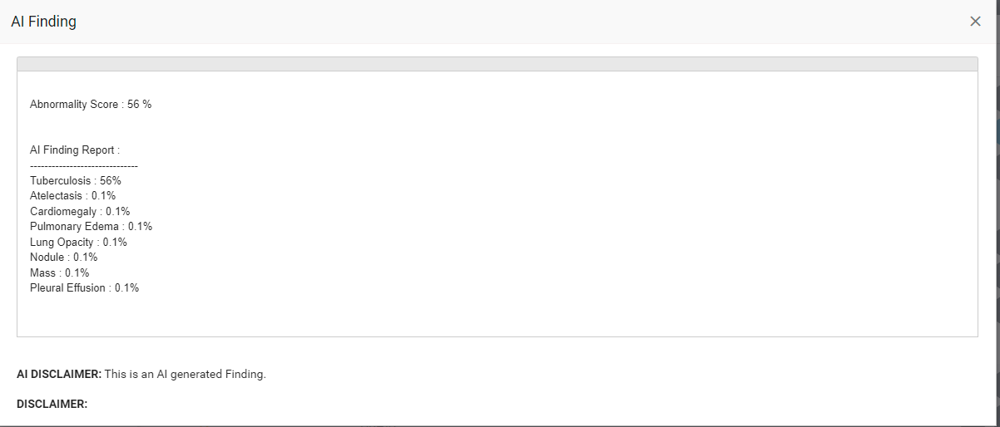 AI Finding
Abnormality Score : 56 %
AI Finding Report :
------------------------------
Tuberculosis : 56%
Atelectasis : 0.1%
Cardiomegaly : 0.1%
Pulmonary Edema : 0.1%
Lung Opacity : 0.1%
Nodule : 0.1%
Mass : 0.1%
Pleural Effusion : 0.1%
AI DISCLAIMER: This is an AI generated Finding.
DISCLAIMER: